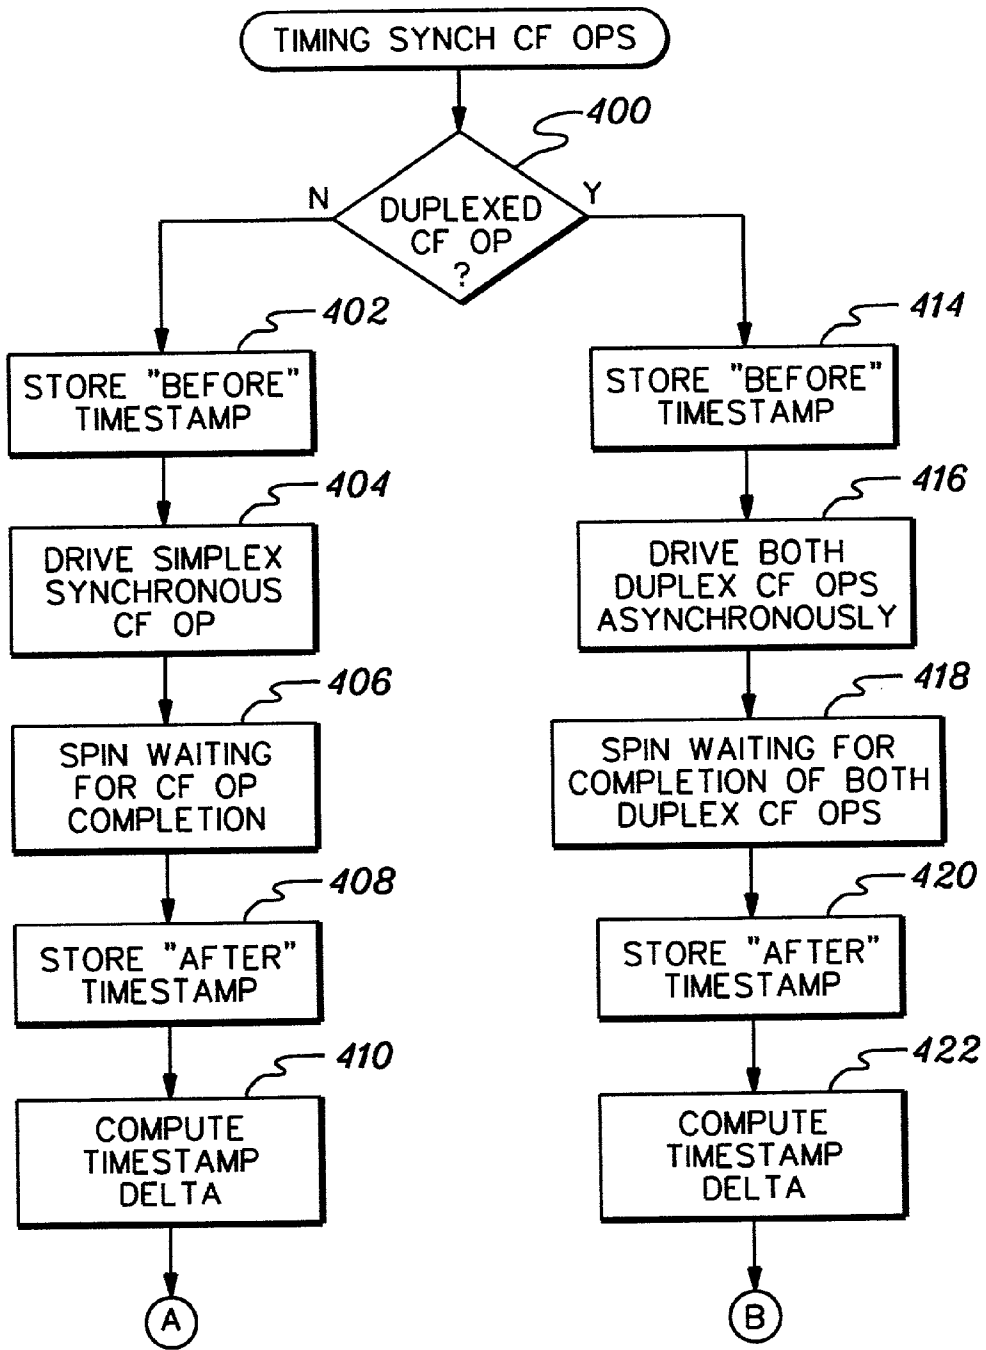 TIMING SYNCH CF OPS
400
DUPLEXED
CF OP
?
N
Y
402
STORE "BEFORE"
TIMESTAMP
404
DRIVE SIMPLEX
SYNCHRONOUS
CF OP
406
SPIN WAITING
FOR CF OP
COMPLETION
408
STORE "AFTER"
TIMESTAMP
410
COMPUTE
TIMESTAMP
DELTA
A
414
STORE "BEFORE"
TIMESTAMP
416
DRIVE BOTH
DUPLEX CF OPS
ASYNCHRONOUSLY
418
SPIN WAITING FOR
COMPLETION OF BOTH
DUPLEX CF OPS
420
STORE "AFTER"
TIMESTAMP
422
COMPUTE
TIMESTAMP
DELTA
B